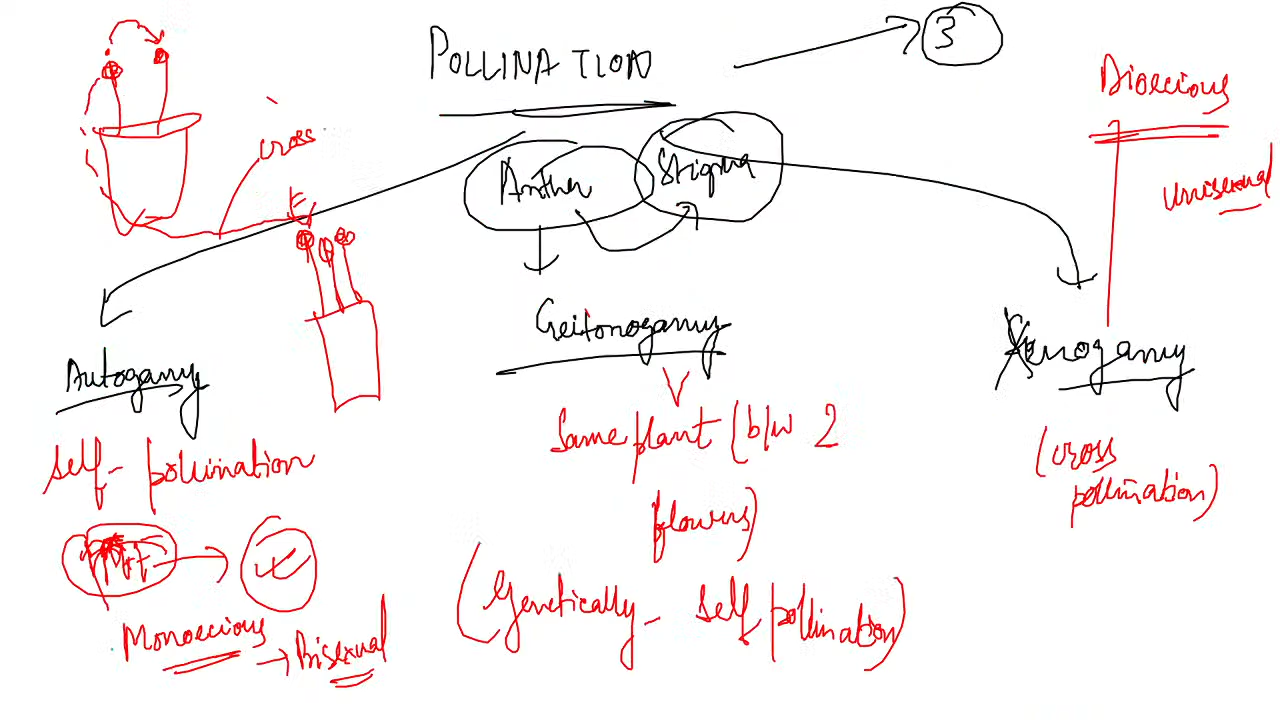 POLLINATION
3
Dioecious
Unisexual
cross
Anther
Stigma
Geitonogamy
Xenogamy
Autogamy
Same plant (b/w 2
flowers)
(Genetically - self pollination)
self - pollination
(cross
pollination)
Monoecious
→ Bisexual